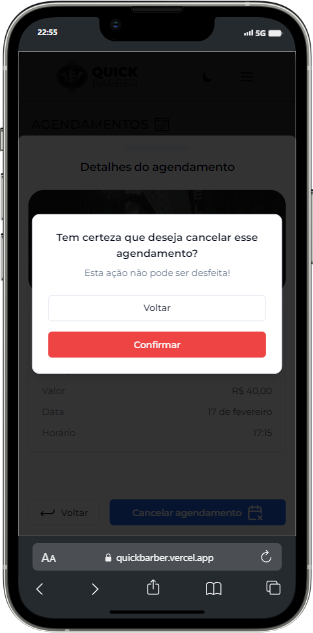 22:55
5G
QUICK
AGENDAMENTOS
Detalhes do agendamento
Tem certeza que deseja cancelar esse
agendamento?
Esta ação não pode ser desfeita!
Voltar
Confirmar
Valor R$ 40,00
Data 17 de fevereiro
Horário 17:15
Voltar Cancelar agendamento
AA quickbarber.vercel.app